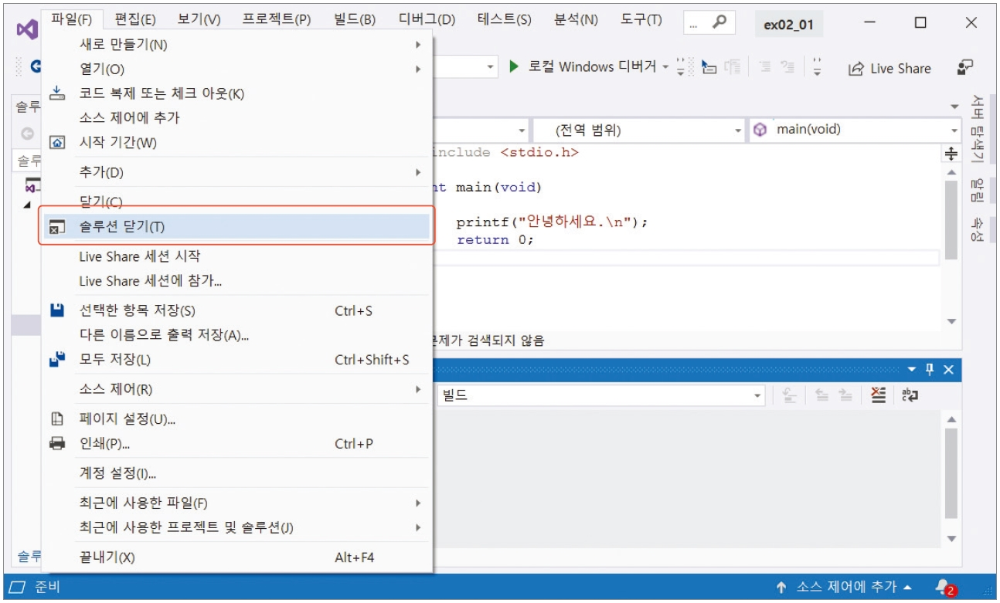 파일(F) 편집(E) 보기(V) 프로젝트(P) 빌드(B) 디버그(D) 테스트(S) 분석(N) 도구(T) ... ex02_01
새로 만들기(N)
열기(O)
로컬 Windows 디버거
Live Share
코드 복제 또는 체크 아웃(K)
소스 제어에 추가
시작 기간(W)
추가(D)
닫기(C)
솔루션 닫기(T)
Live Share 세션 시작
Live Share 세션에 참가...
선택한 항목 저장(S) Ctrl+S
다른 이름으로 출력 저장(A)...
모두 저장(L) Ctrl+Shift+S
소스 제어(R)
페이지 설정(U)...
인쇄(P)... Ctrl+P
계정 설정(I)...
최근에 사용한 파일(F)
최근에 사용한 프로젝트 및 솔루션(J)
끝내기(X) Alt+F4
솔루
솔루
솔루
(전역 범위) main(void)
include <stdio.h>
nt main(void)
printf("안녕하세요.\n");
return 0;
문제가 검색되지 않음
빌드
서버 탐색기
알림
속성
준비
소스 제어에 추가
2